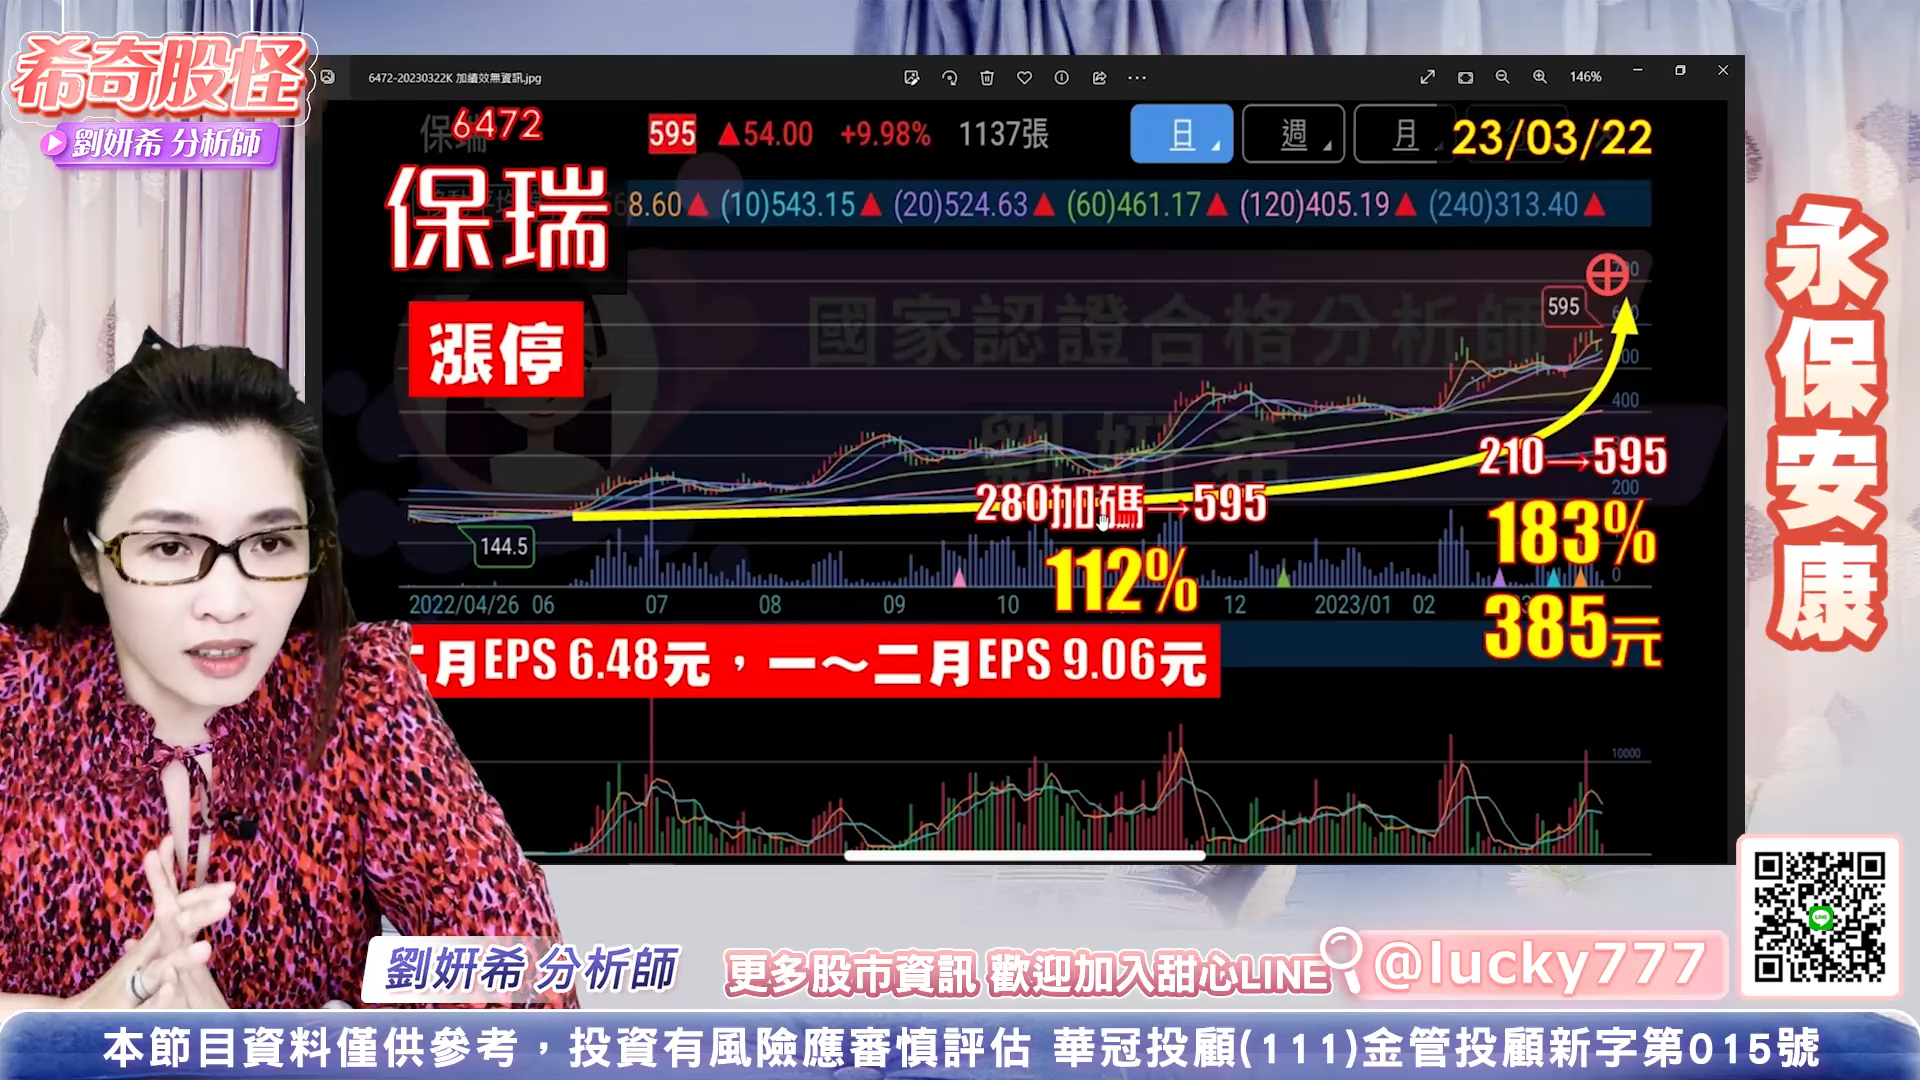 希奇股怪
劉妍希 分析師
6472-20230322K 加績效無資訊.jpg
146%
6472
保瑞
595 ▲54.00 +9.98% 1137張
日 週 月
23/03/22
68.60▲ (10)543.15▲ (20)524.63▲ (60)461.17▲ (120)405.19▲ (240)313.40▲
保瑞
漲停
國家認證合格分析師
劉妍希
595
400
200
0
144.5
280加碼→595
112%
210→595
183%
385元
2022/04/26 06 07 08 09 10 12 2023/01 02
二月EPS 6.48元，一～二月EPS 9.06元
10000
永保安康
劉妍希 分析師
更多股市資訊 歡迎加入甜心LINE
@lucky777
LINE
本節目資料僅供參考，投資有風險應審慎評估 華冠投顧(111)金管投顧新字第015號